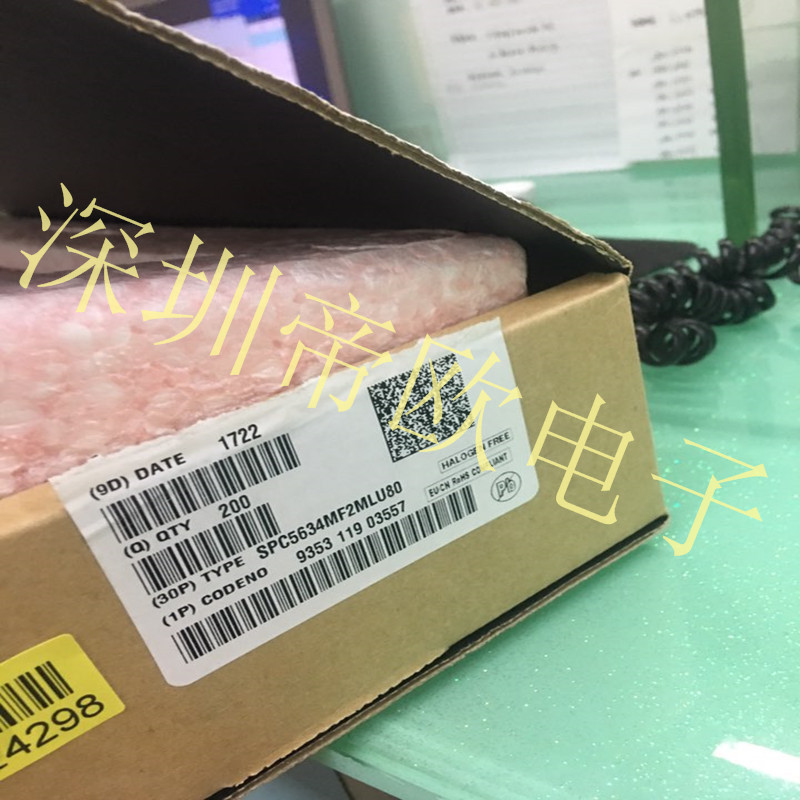 深圳帝欧电子
(9D) DATE 1722
(Q) QTY 200
(30P) TYPE SPC5634MF2MLU80
(1P) CODENO 9353 119 03557
HALOGEN FREE
EU/CN RoHS COMPLIANT
Pb
4298